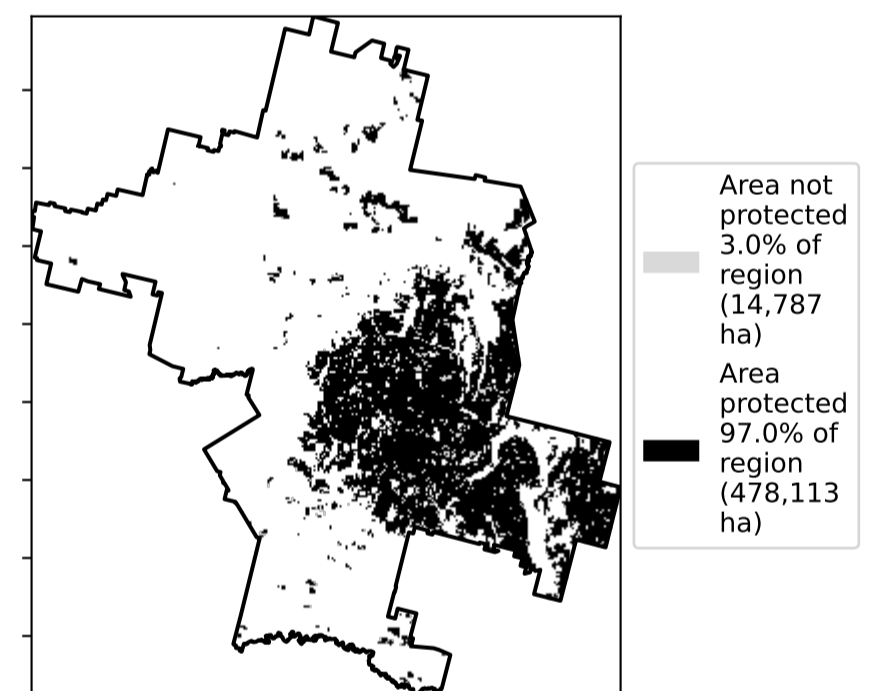 Area not
protected
3.0% of
region
(14,787
ha)
Area
protected
97.0% of
region
(478,113
ha)